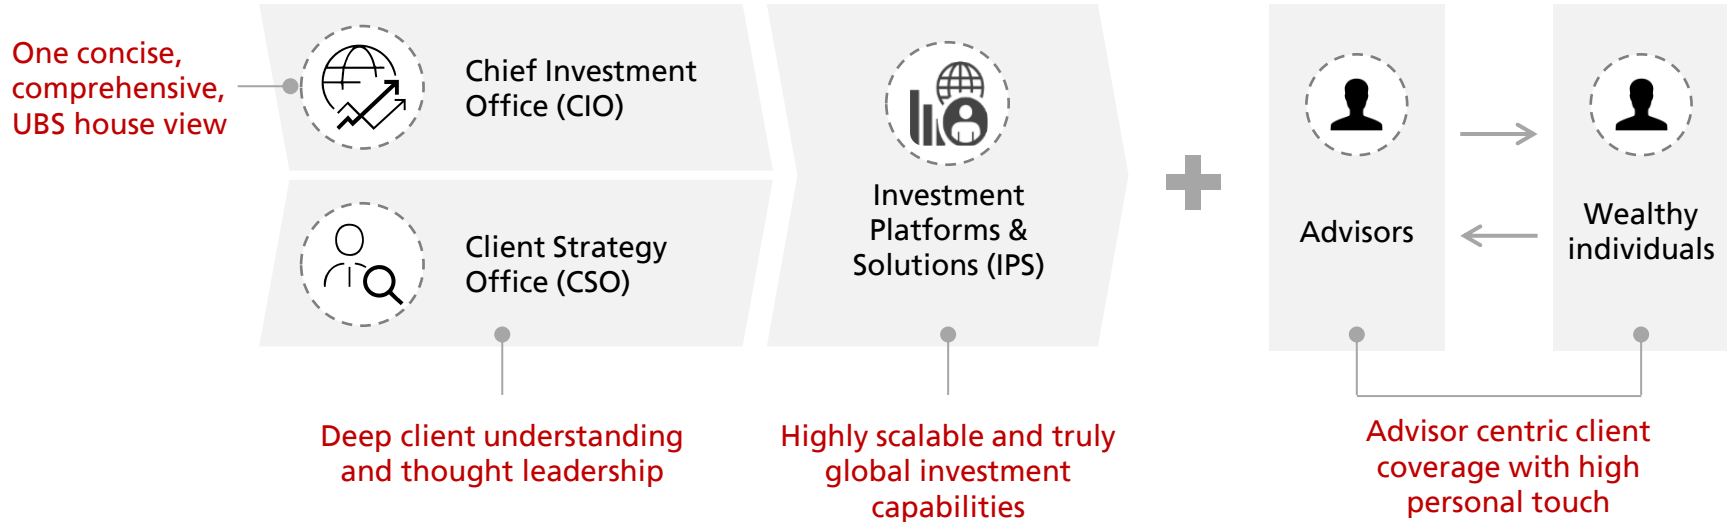 One concise,
comprehensive,
UBS house view
Chief Investment
Office (CIO)
Client Strategy
Office (CSO)
Investment
Platforms &
Solutions (IPS)
Advisors
Wealthy
individuals
Deep client understanding
and thought leadership
Highly scalable and truly
global investment
capabilities
Advisor centric client
coverage with high
personal touch